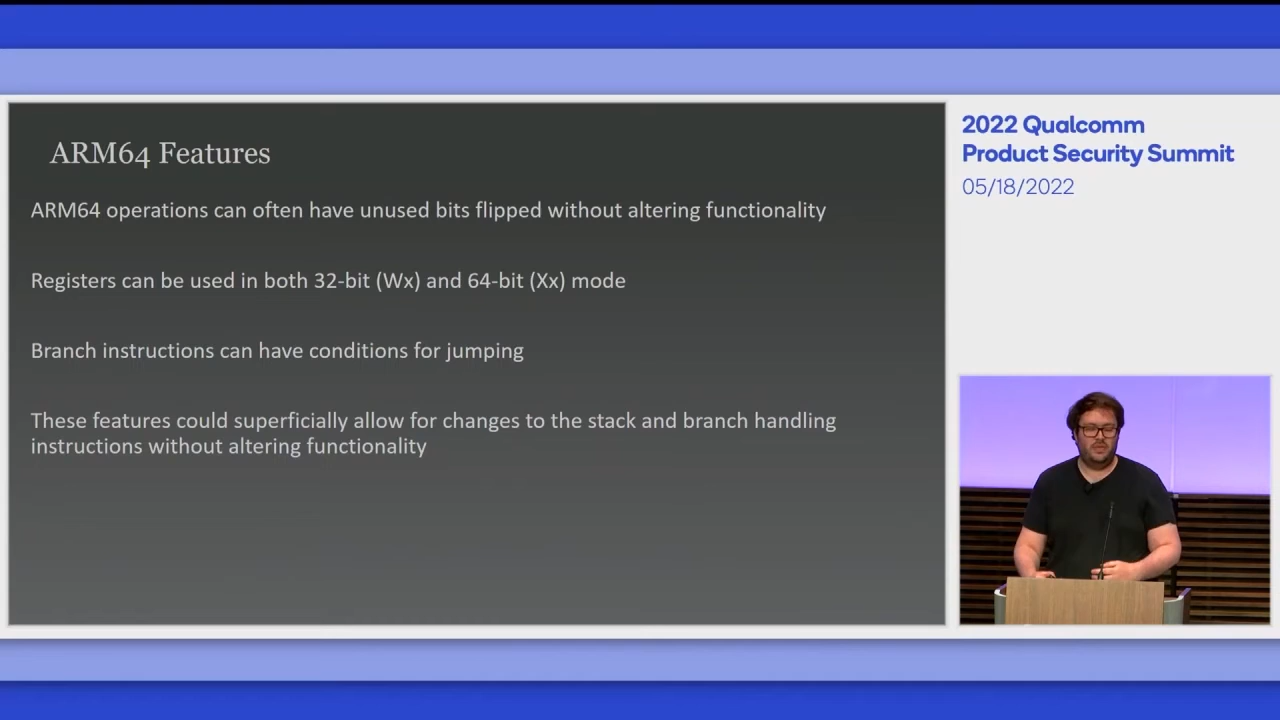 ARM64 Features
ARM64 operations can often have unused bits flipped without altering functionality
Registers can be used in both 32-bit (Wx) and 64-bit (Xx) mode
Branch instructions can have conditions for jumping
These features could superficially allow for changes to the stack and branch handling
instructions without altering functionality
2022 Qualcomm
Product Security Summit
05/18/2022